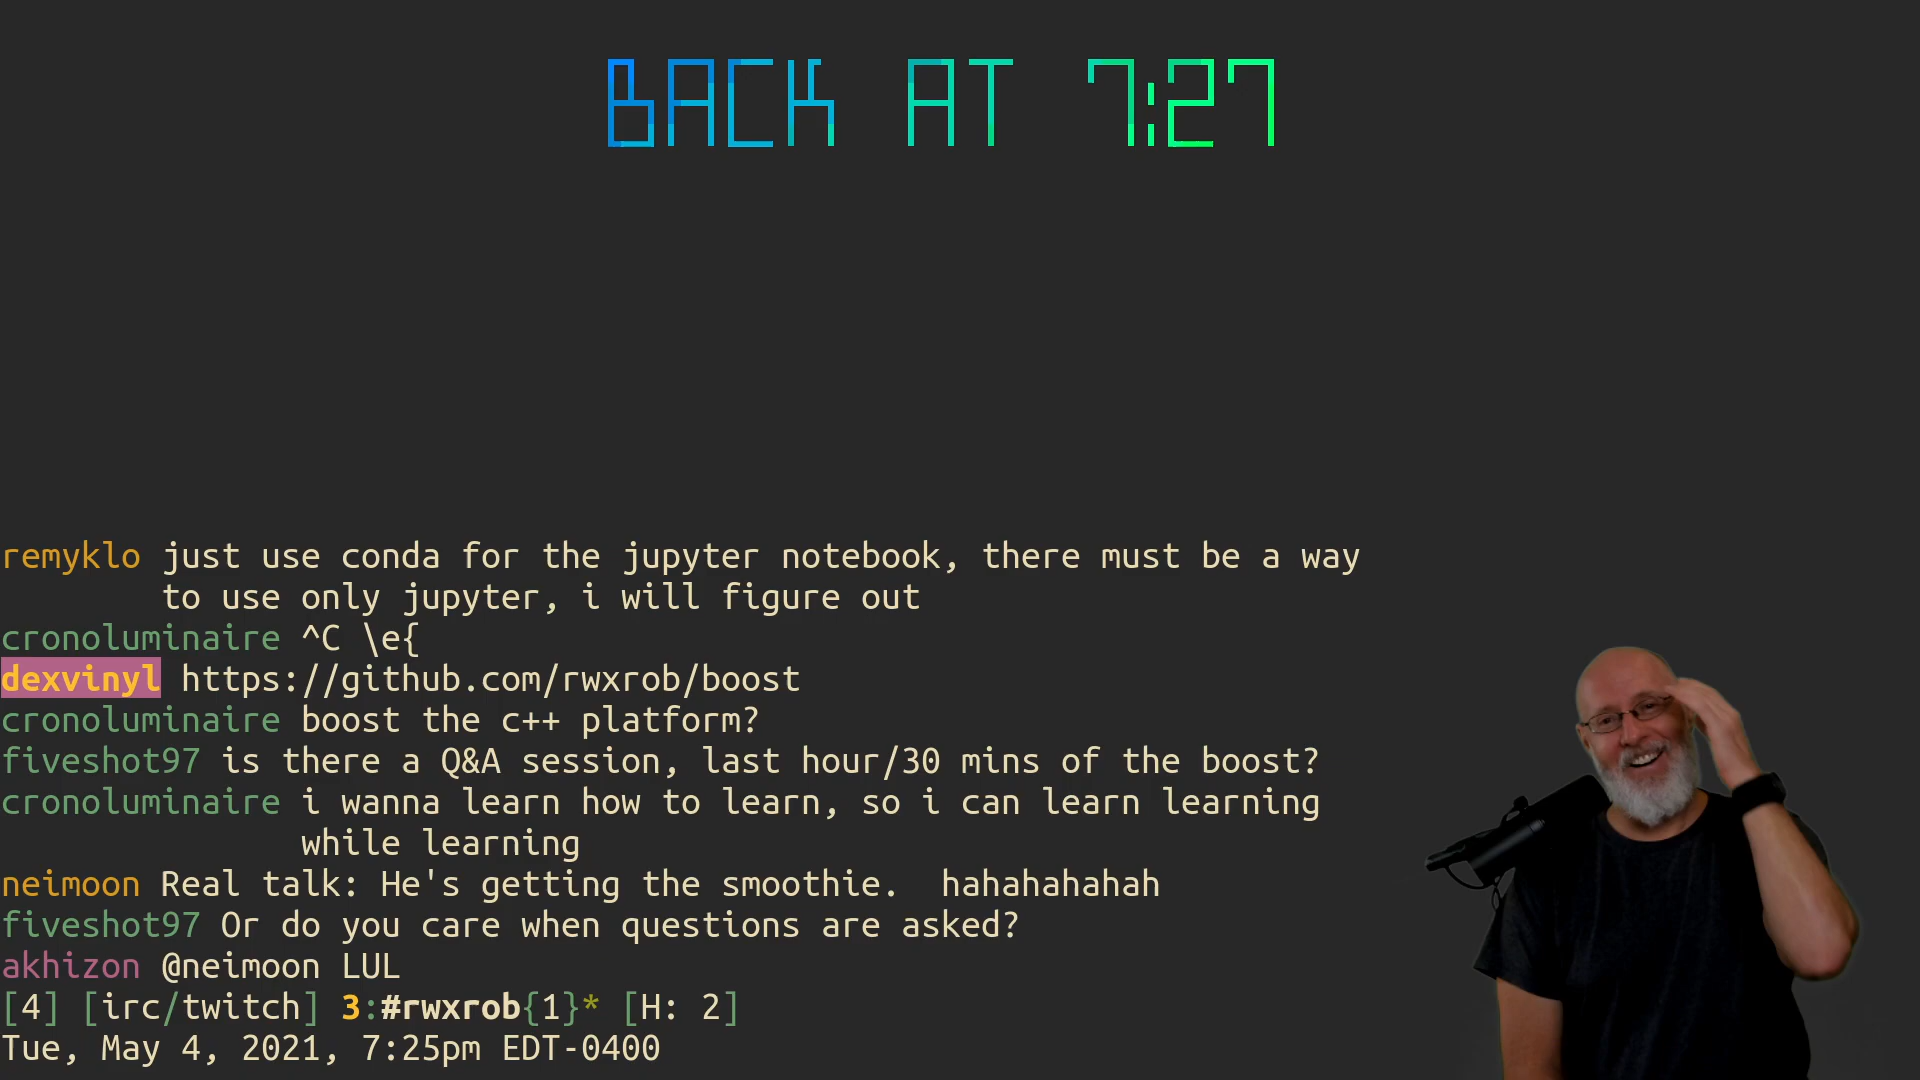 BACK AT 7:27
remyklo just use conda for the jupyter notebook, there must be a way
to use only jupyter, i will figure out
cronoluminaire ^C \e{
dexvinyl https://github.com/rwxrob/boost
cronoluminaire boost the c++ platform?
fiveshot97 is there a Q&A session, last hour/30 mins of the boost?
cronoluminaire i wanna learn how to learn, so i can learn learning
while learning
neimoon Real talk: He's getting the smoothie.  hahahahahah
fiveshot97 Or do you care when questions are asked?
akhizon @neimoon LUL
[4] [irc/twitch] 3:#rwxrob{1}* [H: 2]
Tue, May 4, 2021, 7:25pm EDT-0400